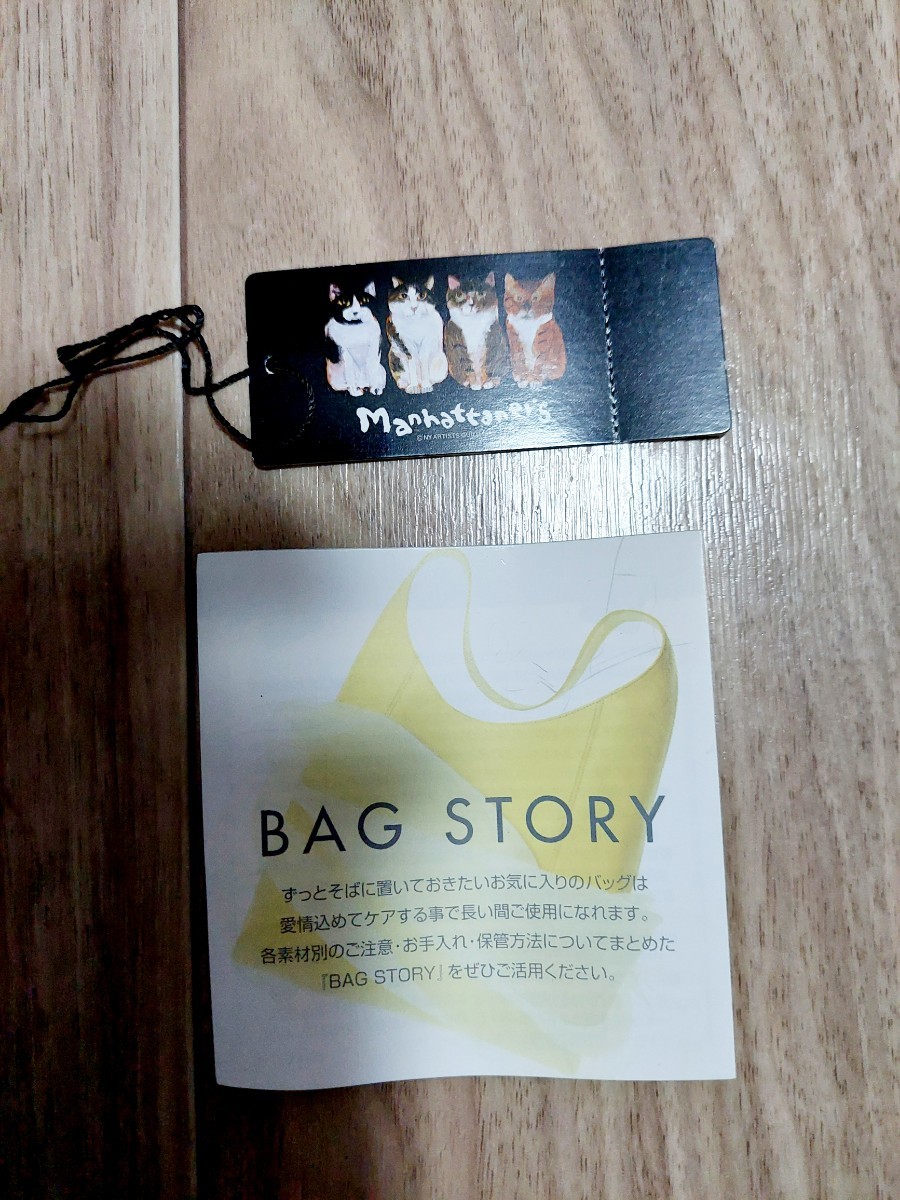 Manhattaner's
© NY ARTISTS GUILD
BAG STORY
ずっとそばに置いておきたいお気に入りのバッグは
愛情込めてケアする事で長い間ご使用になれます。
各素材別のご注意・お手入れ・保管方法についてまとめた
『BAG STORY』をぜひご活用ください。